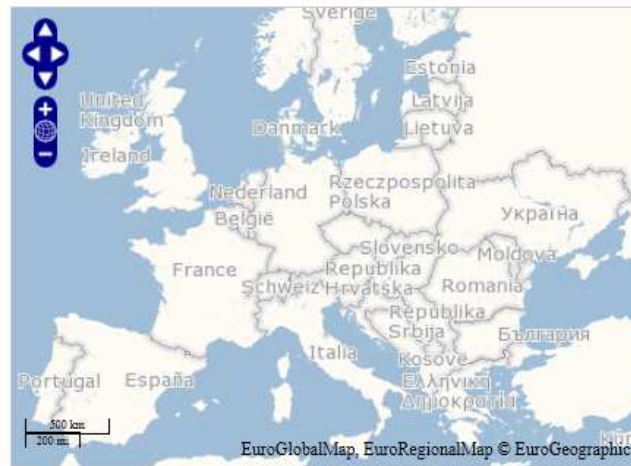 Sverige
Estonia
Latvija
Lietuva
United
Kingdom
Danmark
Ireland
Nederland
België
Rzeczpospolita
Polska
Україна
Slovensko
Moldova
France
Schweiz
Republika
Hrvatska
Romania
Republika
Srbija
България
Italia
Kosove
Portugal
España
Ελληνική
Δημοκρατία
500 km
200 mi
EuroGlobalMap, EuroRegionalMap © EuroGeographic